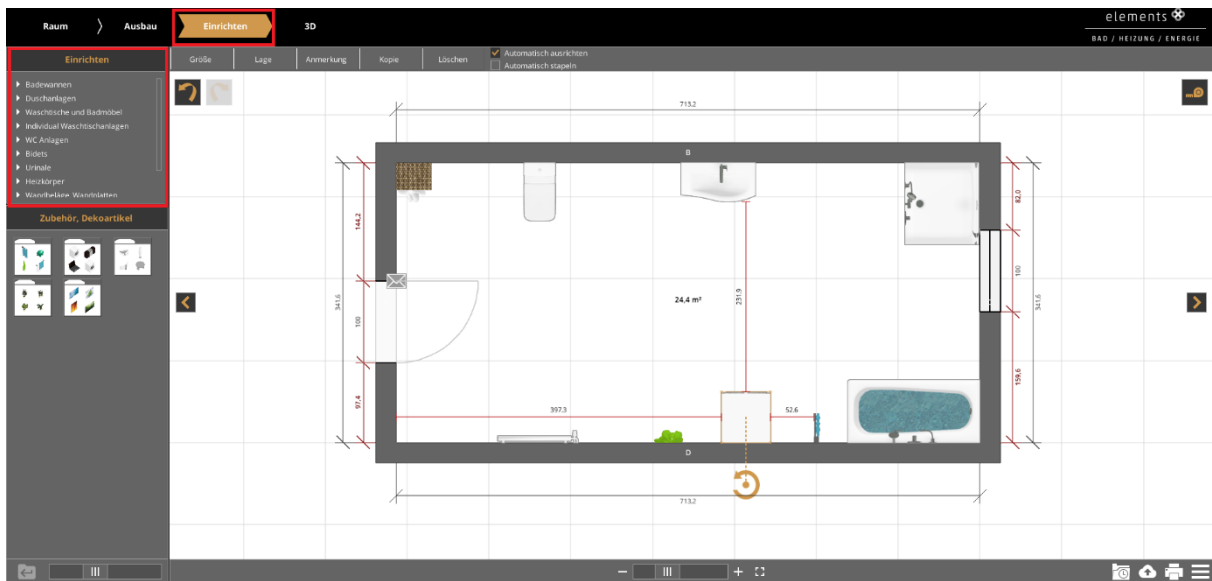 Raum
Ausbau
Einrichten
3D
elements
BAD / HEIZUNG / ENERGIE
Einrichten
Größe
Lage
Anmerkung
Kopie
Löschen
Automatisch ausrichten
Automatisch stapeln
Badewannen
Duschanlagen
Waschtische und Badmöbel
Individual Waschtischanlagen
WC Anlagen
Bidets
Urinale
Heizkörper
Wandbeläge Wandplatten
Zubehör, Dekoartikel
713,2
B
144,2
82,0
341,6
100
24,4 m²
231,9
100
341,6
97,4
159,6
397,3
52,6
D
713,2